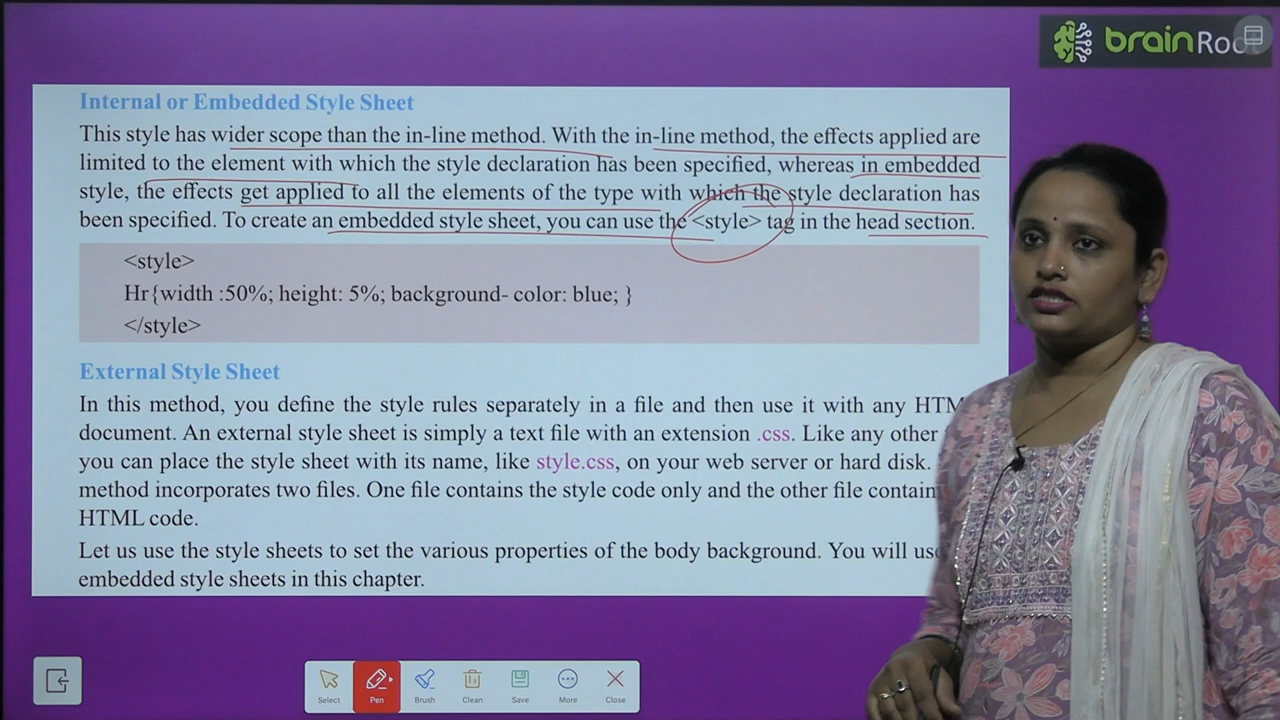 brainRoo
Internal or Embedded Style Sheet
This style has wider scope than the in-line method. With the in-line method, the effects applied are
limited to the element with which the style declaration has been specified, whereas in embedded
style, the effects get applied to all the elements of the type with which the style declaration has
been specified. To create an embedded style sheet, you can use the <style> tag in the head section.
<style>
Hr{width :50%; height: 5%; background- color: blue; }
</style>
External Style Sheet
In this method, you define the style rules separately in a file and then use it with any HTM
document. An external style sheet is simply a text file with an extension .css. Like any other
you can place the style sheet with its name, like style.css, on your web server or hard disk.
method incorporates two files. One file contains the style code only and the other file contain
HTML code.
Let us use the style sheets to set the various properties of the body background. You will use
embedded style sheets in this chapter.
Select Pen Brush Clean Save More Close